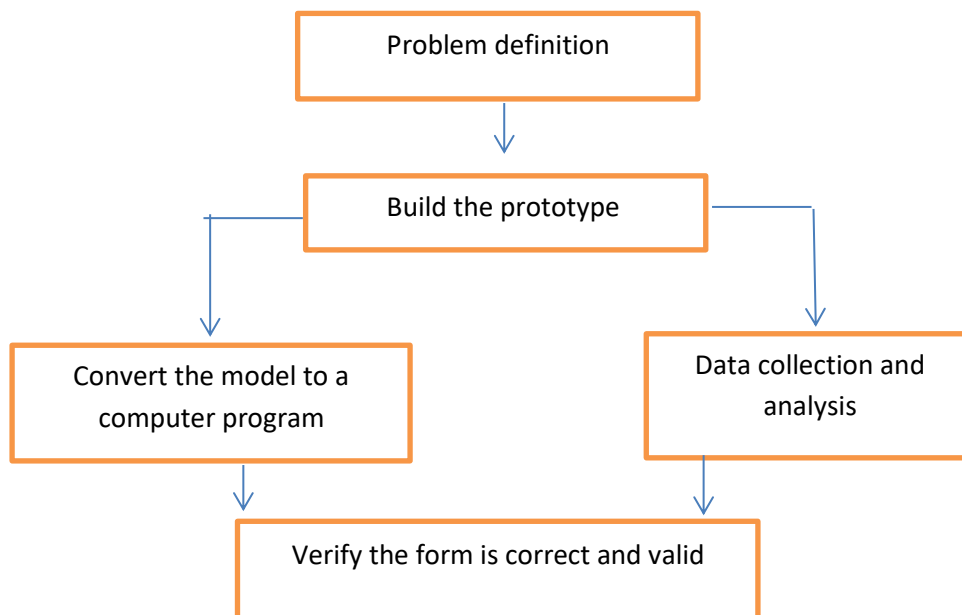 Problem definition
Build the prototype
Convert the model to a
computer program
Data collection and
analysis
Verify the form is correct and valid